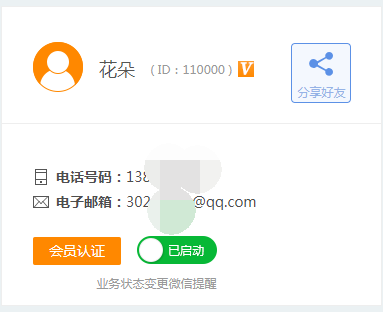 花朵 （ID：110000）V
分享好友
电话号码：138
电子邮箱：302 @qq.com
会员认证 已启动
业务状态变更微信提醒